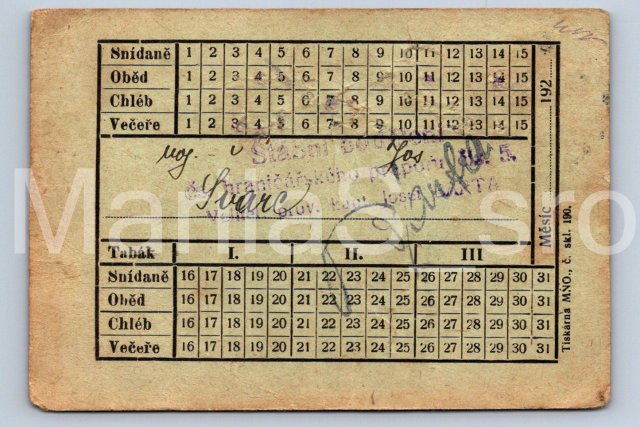 Snídaně 1 2 3 4 5 6 7 8 9 10 11 12 13 14 15
Oběd 1 2 3 4 5 6 7 8 9 10 11 12 13 14 15
Chléb 1 2 3 4 5 6 7 8 9 10 11 12 13 14 15
Večeře 1 2 3 4 5 6 7 8 9 10 11 12 13 14 15
voj. Jos
hraničářského 5.
Švarc
Tabák I. II. III
Snídaně 16 17 18 19 20 21 22 23 24 25 26 27 28 29 30 31
Oběd 16 17 18 19 20 21 22 23 24 25 26 27 28 29 30 31
Chléb 16 17 18 19 20 21 22 23 24 25 26 27 28 29 30 31
Večeře 16 17 18 19 20 21 22 23 24 25 26 27 28 29 30 31
Měsíc 192
Tiskárna MNO., č. skl. 190.